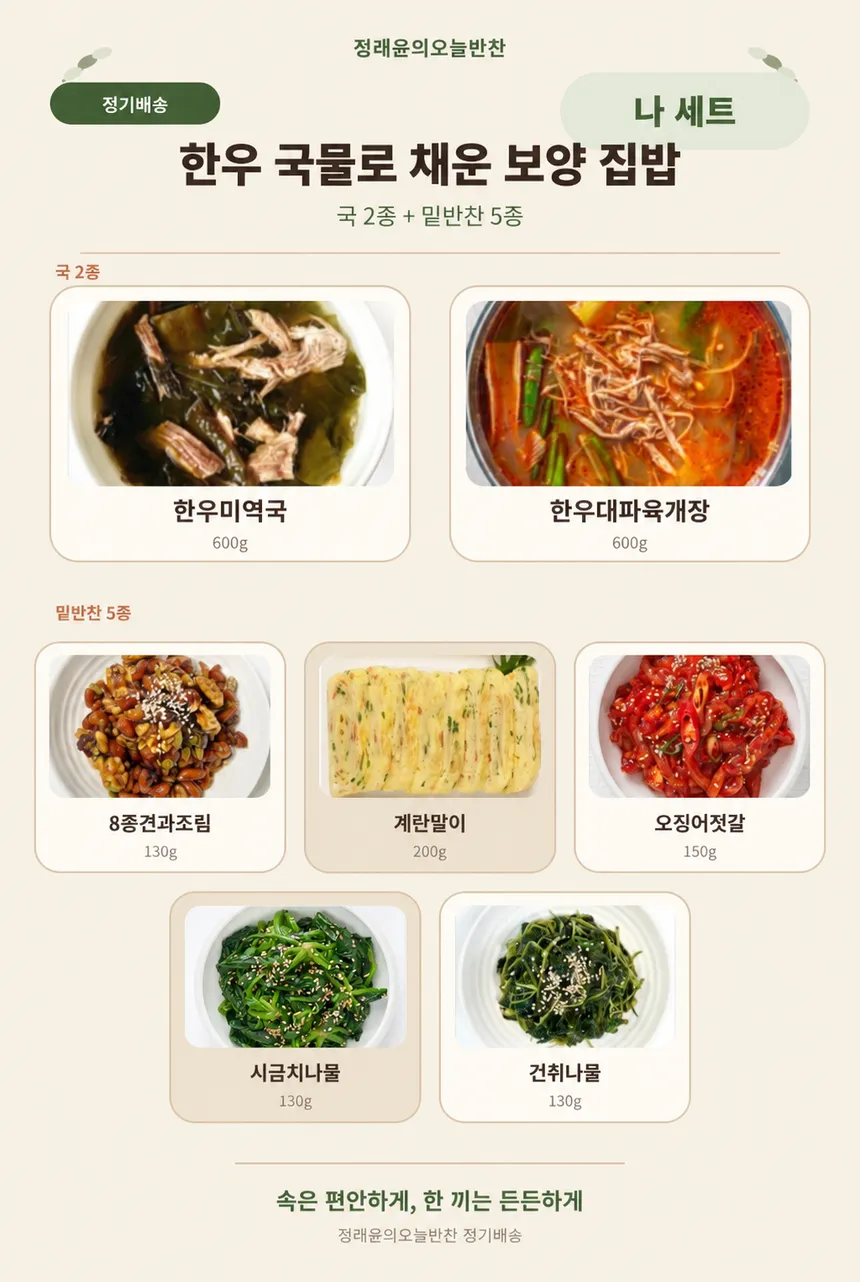 정래윤의오늘반찬
정기배송
나 세트
한우 국물로 채운 보양 집밥
국 2종 + 밑반찬 5종
국 2종
한우미역국
600g
한우대파육개장
600g
밑반찬 5종
8종견과조림
130g
계란말이
200g
오징어젓갈
150g
시금치나물
130g
건취나물
130g
속은 편안하게, 한 끼는 든든하게
정래윤의오늘반찬 정기배송